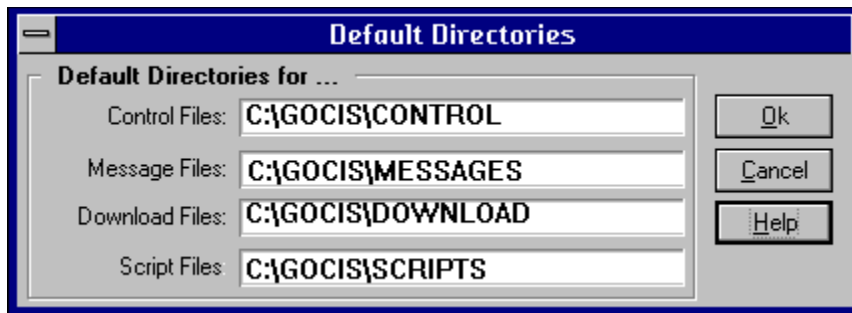 Default Directories
Default Directories for ...
Control Files: C:\GOCIS\CONTROL
Ok
Message Files: C:\GOCIS\MESSAGES
Cancel
Download Files: C:\GOCIS\DOWNLOAD
Help
Script Files: C:\GOCIS\SCRIPTS